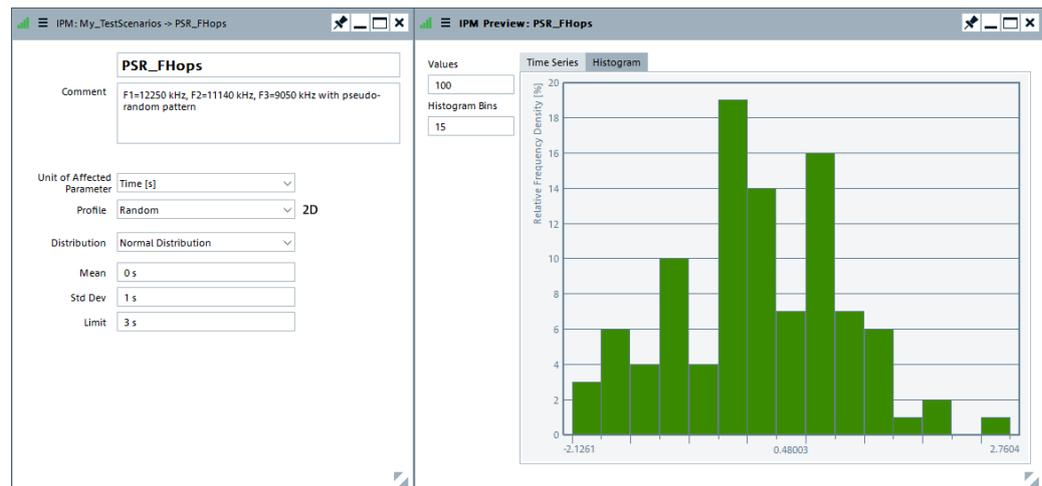 IPM: My_TestScenarios -> PSR_FHops
PSR_FHops
Comment
F1=12250 kHz, F2=11140 kHz, F3=9050 kHz with pseudo-
random pattern
Unit of Affected
Parameter
Time [s]
Profile
Random
2D
Distribution
Normal Distribution
Mean
0 s
Std Dev
1 s
Limit
3 s
IPM Preview: PSR_FHops
Values
100
Histogram Bins
15
Time Series
Histogram
Relative Frequency Density [%]
20
18
16
14
12
10
8
6
4
2
0
-2.1261
0.48003
2.7604